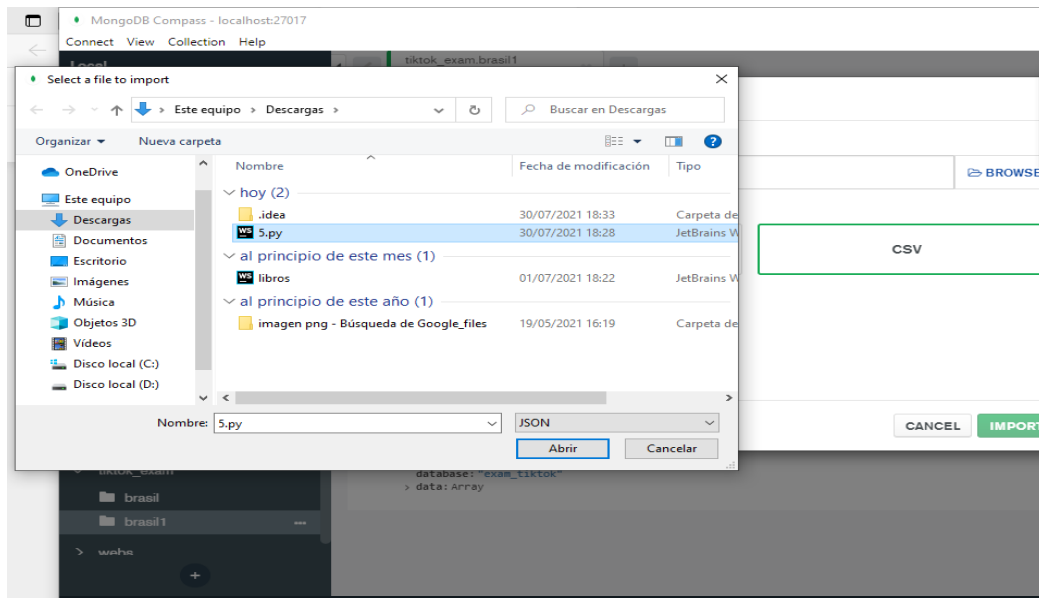 MongoDB Compass - localhost:27017
Connect View Collection Help
Local
tiktok_exam.brasil1
Select a file to import
Este equipo > Descargas >
Buscar en Descargas
Organizar
Nueva carpeta
?
OneDrive
Este equipo
Descargas
Documentos
Escritorio
Imágenes
Música
Objetos 3D
Vídeos
Disco local (C:)
Disco local (D:)
Nombre Fecha de modificación Tipo
hoy (2)
.idea 30/07/2021 18:33 Carpeta de
WS 5.py 30/07/2021 18:28 JetBrains W
al principio de este mes (1)
WS libros 01/07/2021 18:22 JetBrains W
al principio de este año (1)
imagen png - Búsqueda de Google_files 19/05/2021 16:19 Carpeta de
Nombre: 5.py JSON
Abrir Cancelar
BROWSE
CSV
CANCEL IMPORT
tiktok_exam
brasil
brasil1
webs
database: "exam_tiktok"
> data: Array